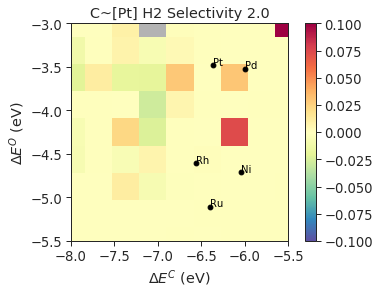 C~[Pt] H2 Selectivity 2.0
−3.0
−3.5
−4.0
−4.5
−5.0
−5.5
ΔE^O (eV)
Pt
Pd
Rh
Ni
Ru
−8.0 −7.5 −7.0 −6.5 −6.0 −5.5
ΔE^C (eV)
0.100
0.075
0.050
0.025
0.000
−0.025
−0.050
−0.075
−0.100